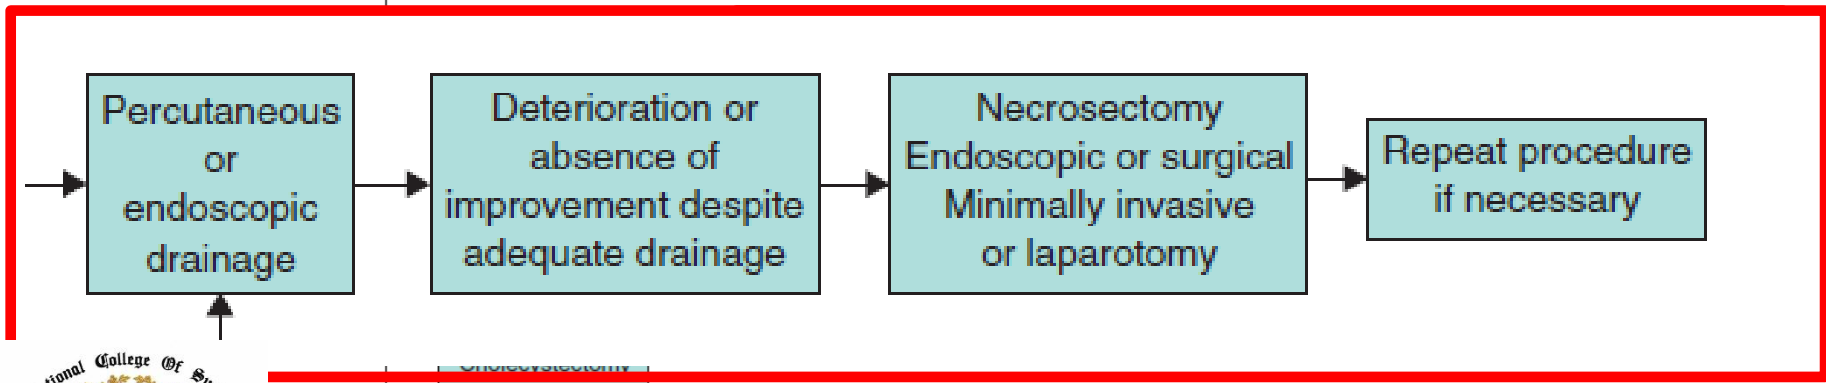 Percutaneous
or
endoscopic
drainage
Deterioration or
absence of
improvement despite
adequate drainage
Necrosectomy
Endoscopic or surgical
Minimally invasive
or laparotomy
Repeat procedure
if necessary
College Of
Cholecystectomy